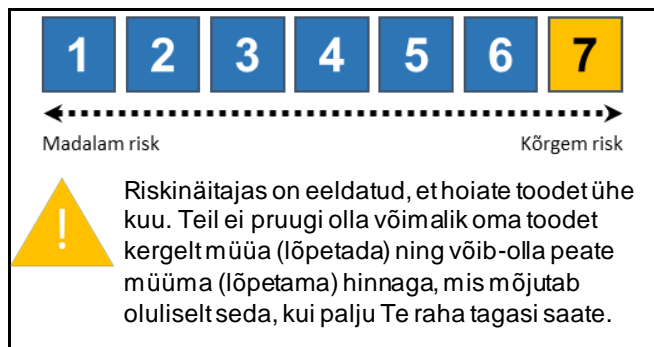 1 2 3 4 5 6 7
Madalam risk Kõrgem risk
!
Riskinäitajas on eeldatud, et hoiate toodet ühe
kuu. Teil ei pruugi olla võimalik oma toodet
kergelt müüa (lõpetada) ning võib-olla peate
müüma (lõpetama) hinnaga, mis mõjutab
oluliselt seda, kui palju Te raha tagasi saate.